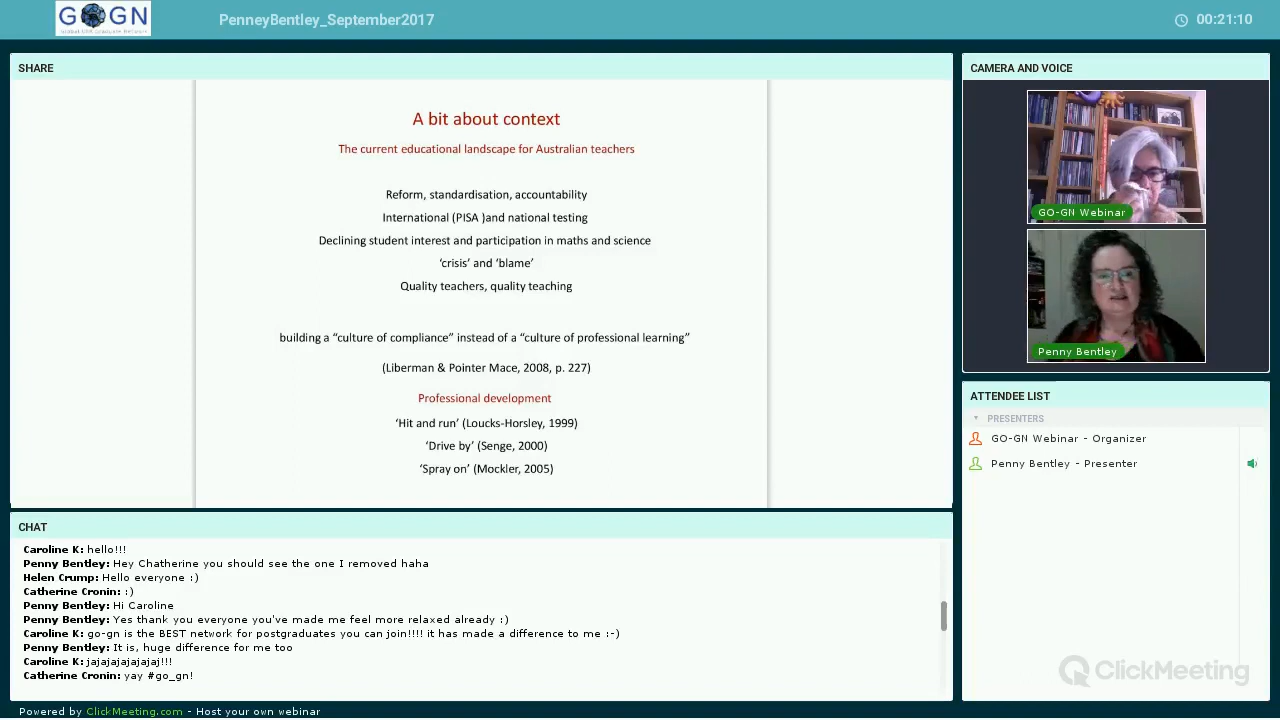 GOGN
PenneyBentley_September2017
00:21:10
SHARE
A bit about context
The current educational landscape for Australian teachers
Reform, standardisation, accountability
International (PISA )and national testing
Declining student interest and participation in maths and science
‘crisis’ and ‘blame’
Quality teachers, quality teaching
building a “culture of compliance” instead of a “culture of professional learning”
(Liberman & Pointer Mace, 2008, p. 227)
Professional development
‘Hit and run’ (Loucks-Horsley, 1999)
‘Drive by’ (Senge, 2000)
‘Spray on’ (Mockler, 2005)
CAMERA AND VOICE
GO-GN Webinar
Penny Bentley
ATTENDEE LIST
PRESENTERS
GO-GN Webinar - Organizer
Penny Bentley - Presenter
CHAT
Caroline K: hello!!!
Penny Bentley: Hey Chatherine you should see the one I removed haha
Helen Crump: Hello everyone :)
Catherine Cronin: :)
Penny Bentley: Hi Caroline
Penny Bentley: Yes thank you everyone you've made me feel more relaxed already :)
Caroline K: go-gn is the BEST network for postgraduates you can join!!!! it has made a difference to me :-)
Penny Bentley: It is, huge difference for me too
Caroline K: jajajajajajajaj!!!
Catherine Cronin: yay #go_gn!
ClickMeeting
Powered by ClickMeeting.com - Host your own webinar